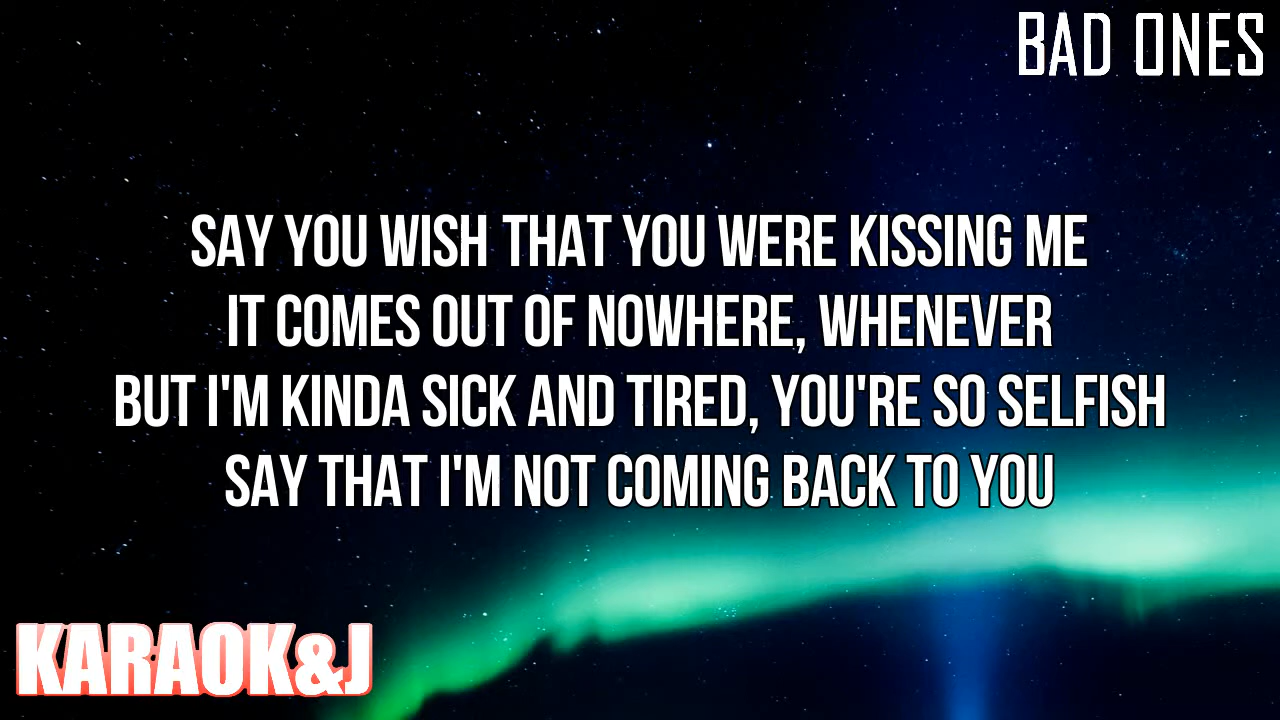 BAD ONES
SAY YOU WISH THAT YOU WERE KISSING ME
IT COMES OUT OF NOWHERE, WHENEVER
BUT I'M KINDA SICK AND TIRED, YOU'RE SO SELFISH
SAY THAT I'M NOT COMING BACK TO YOU
KARAOK&J